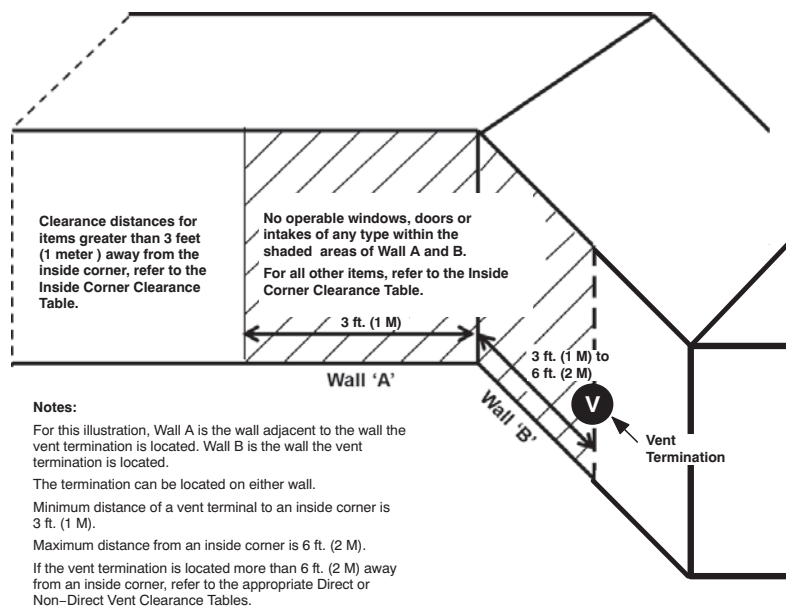 Clearance distances for
items greater than 3 feet
(1 meter ) away from the
inside corner, refer to the
Inside Corner Clearance
Table.
No operable windows, doors or
intakes of any type within the
shaded areas of Wall A and B.
For all other items, refer to the Inside
Corner Clearance Table.
3 ft. (1 M)
3 ft. (1 M) to
6 ft. (2 M)
Wall 'A'
Wall 'B'
V
Vent
Termination
Notes:
For this illustration, Wall A is the wall adjacent to the wall the
vent termination is located. Wall B is the wall the vent
termination is located.
The termination can be located on either wall.
Minimum distance of a vent terminal to an inside corner is
3 ft. (1 M).
Maximum distance from an inside corner is 6 ft. (2 M).
If the vent termination is located more than 6 ft. (2 M) away
from an inside corner, refer to the appropriate Direct or
Non−Direct Vent Clearance Tables.